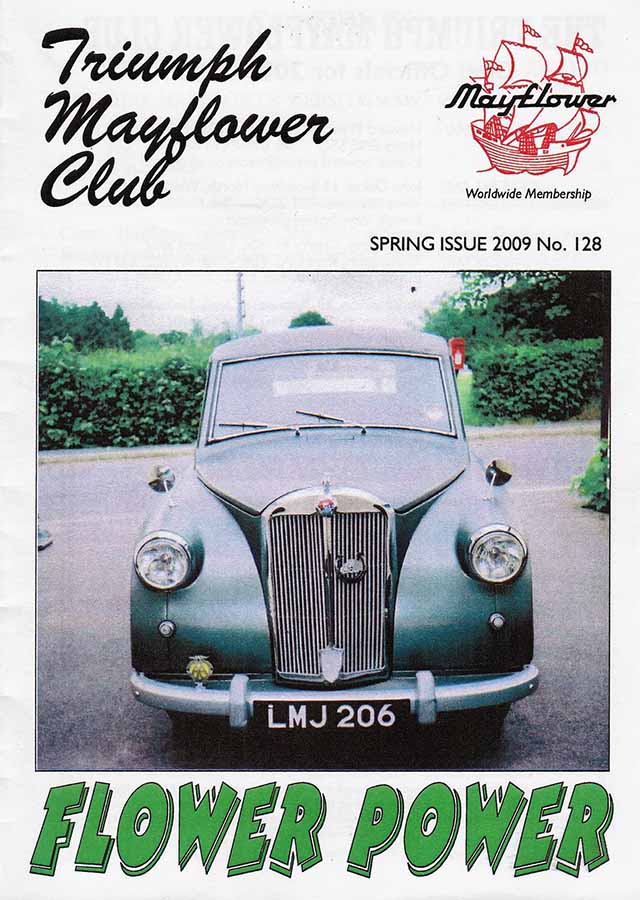 Triumph
Mayflower
Club
Mayflower
Worldwide Membership
SPRING ISSUE 2009 No. 128
LMJ 206
FLOWER POWER